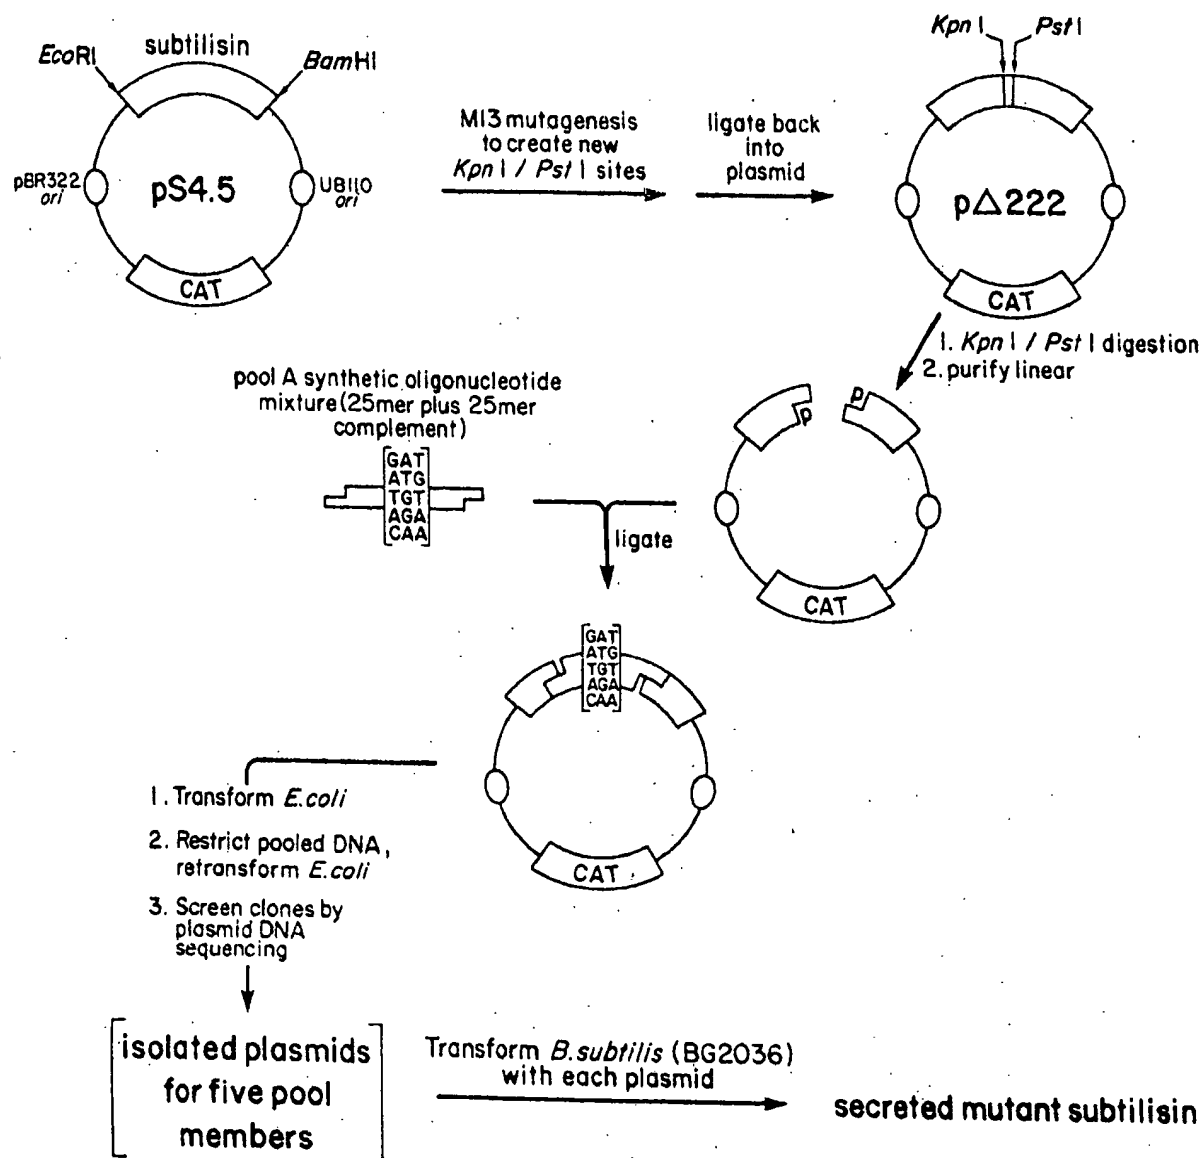 EcoRI
subtilisin
BamHI
pBR322
ori
pS4.5
UB110
ori
CAT
M13 mutagenesis
to create new
Kpn I / Pst I sites
ligate back
into
plasmid
Kpn I
Pst I
p△222
CAT
1. Kpn I / Pst I digestion
2. purify linear
pool A synthetic oligonucleotide
mixture (25mer plus 25mer
complement)
GAT
ATG
TGT
AGA
CAA
P
P
CAT
ligate
GAT
ATG
TGT
AGA
CAA
CAT
1. Transform E.coli
2. Restrict pooled DNA,
retransform E.coli
3. Screen clones by
plasmid DNA
sequencing
[isolated plasmids
for five pool
members]
Transform B.subtilis (BG2036)
with each plasmid
secreted mutant subtilisin